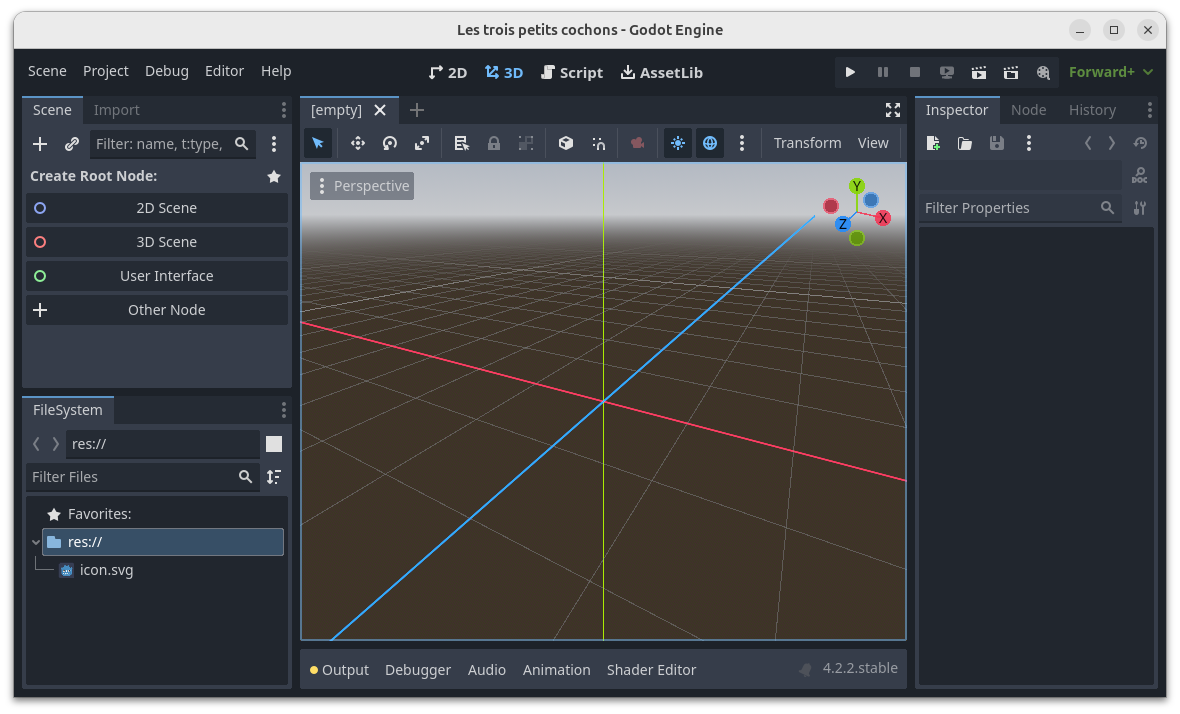 Les trois petits cochons - Godot Engine
Scene Project Debug Editor Help
2D 3D Script AssetLib
Forward+
Scene Import
Filter: name, t:type,
Create Root Node:
2D Scene
3D Scene
User Interface
Other Node
FileSystem
res://
Filter Files
Favorites:
res://
icon.svg
[empty]
Transform View
Perspective
Y
X
Z
Output Debugger Audio Animation Shader Editor
4.2.2.stable
Inspector Node History
DOC
Filter Properties